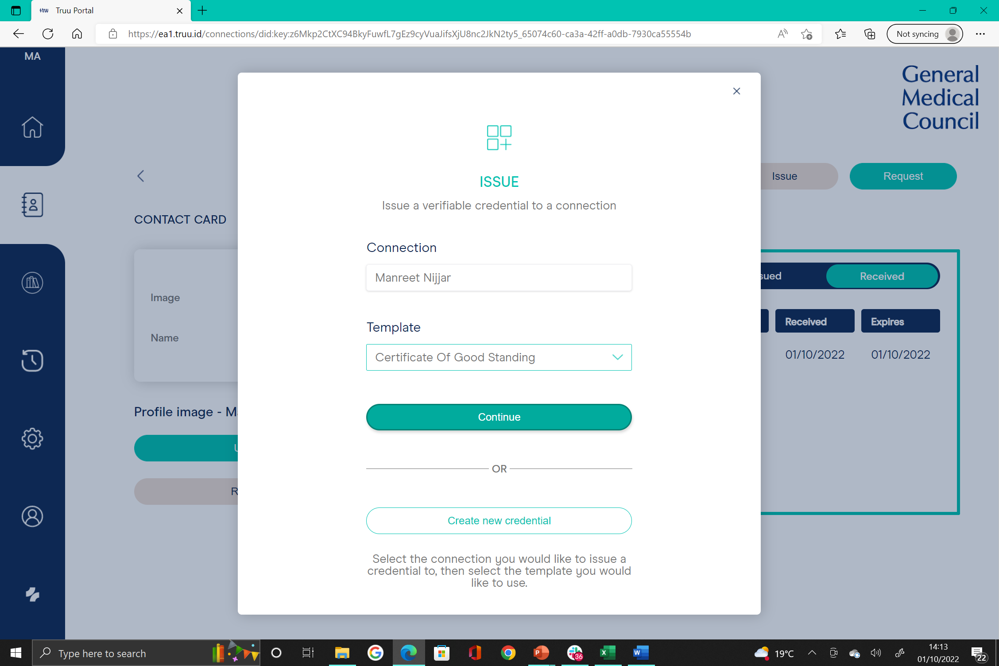 truu Truu Portal
https://ea1.truu.id/connections/did:key:z6Mkp2CtXC94BkyFuwfL7gEz9cyVuaJifsXjU8nc2JkN2ty5_65074c60-ca3a-42ff-a0db-7930ca55554b
Not syncing
MA
General
Medical
Council
Issue
Request
CONTACT CARD
Image
Name
Profile image - M
U
R
ISSUE
Issue a verifiable credential to a connection
Connection
Manreet Nijjar
Template
Certificate Of Good Standing
Continue
OR
Create new credential
Select the connection you would like to issue a
credential to, then select the template you would
like to use.
sued
Received
Received
Expires
01/10/2022
01/10/2022
Type here to search
36
19°C
14:13
01/10/2022
22